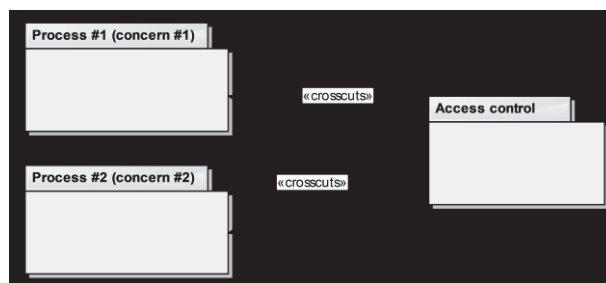 Process #1 (concern #1)
«crosscuts»
Access control
Process #2 (concern #2)
«crosscuts»